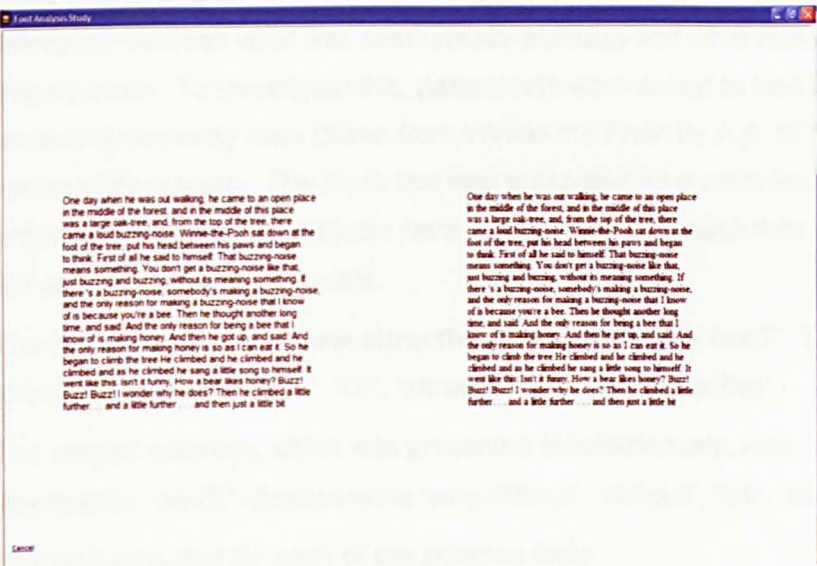 Font Analysis Study
One day when he was out walking, he came to an open place
in the middle of the forest, and in the middle of this place
was a large oak-tree, and, from the top of the tree, there
came a loud buzzing-noise. Winnie-the-Pooh sat down at the
foot of the tree, put his head between his paws and began
to think. First of all he said to himself. That buzzing-noise
means something. You don't get a buzzing-noise like that,
just buzzing and buzzing, without its meaning something. If
there 's a buzzing-noise, somebody's making a buzzing-noise,
and the only reason for making a buzzing-noise that I know
of is because you're a bee. Then he thought another long
time, and said. And the only reason for being a bee that I
know of is making honey. And then he got up, and said. And
the only reason for making honey is so as I can eat it. So he
began to climb the tree He climbed and he climbed and he
climbed and as he climbed he sang a little song to himself. It
went like this. Isn't it funny, How a bear likes honey? Buzz!
Buzz! Buzz! I wonder why he does? Then he climbed a little
further. ... and a little further ... and then just a little bit
One day when he was out walking, he came to an open place
in the middle of the forest, and in the middle of this place
was a large oak-tree, and, from the top of the tree, there
came a loud buzzing-noise. Winnie-the-Pooh sat down at the
foot of the tree, put his head between his paws and began
to think. First of all he said to himself. That buzzing-noise
means something. You don't get a buzzing-noise like that,
just buzzing and buzzing, without its meaning something. If
there 's a buzzing-noise, somebody's making a buzzing-noise,
and the only reason for making a buzzing-noise that I know
of is because you're a bee. Then he thought another long
time, and said. And the only reason for being a bee that I
know of is making honey. And then he got up, and said. And
the only reason for making honey is so as I can eat it. So he
began to climb the tree He climbed and he climbed and he
climbed and as he climbed he sang a little song to himself. It
went like this. Isn't it funny, How a bear likes honey? Buzz!
Buzz! Buzz! I wonder why he does? Then he climbed a little
further. ... and a little further ... and then just a little bit
Cancel